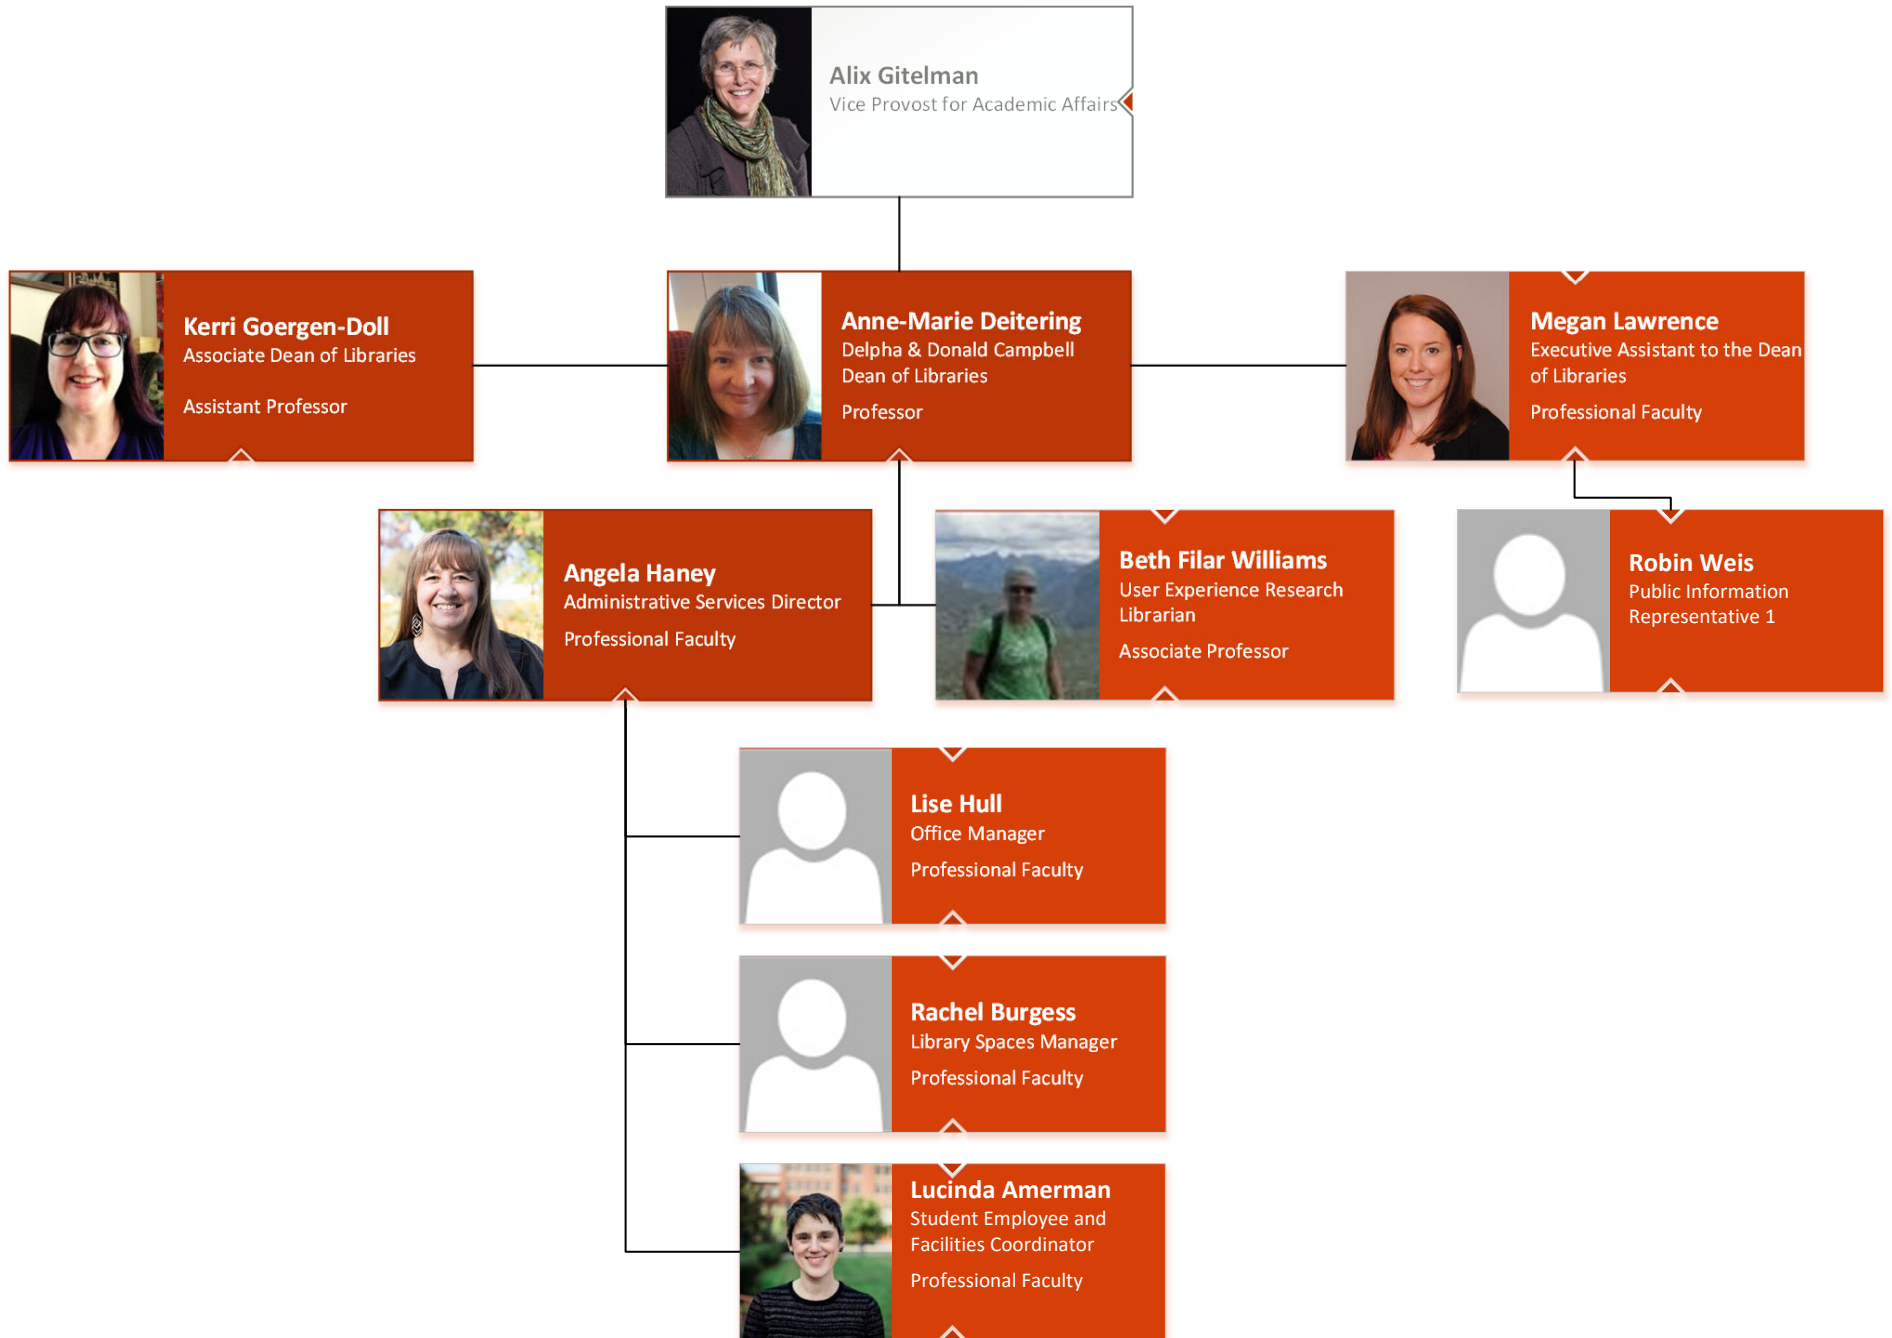 Alix Gitelman
Vice Provost for Academic Affairs
Kerri Goergen-Doll
Associate Dean of Libraries
Assistant Professor
Anne-Marie Deitering
Delpha & Donald Campbell
Dean of Libraries
Professor
Megan Lawrence
Executive Assistant to the Dean
of Libraries
Professional Faculty
Angela Haney
Administrative Services Director
Professional Faculty
Beth Filar Williams
User Experience Research
Librarian
Associate Professor
Robin Weis
Public Information
Representative 1
Lise Hull
Office Manager
Professional Faculty
Rachel Burgess
Library Spaces Manager
Professional Faculty
Lucinda Amerman
Student Employee and
Facilities Coordinator
Professional Faculty